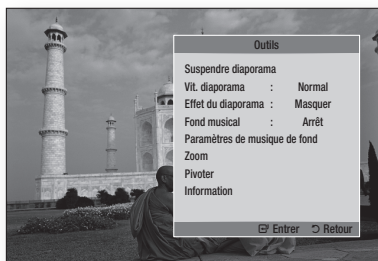 Outils
Suspendre diaporama
Vit. diaporama : Normal
Effet du diaporama : Masquer
Fond musical : Arrêt
Paramètres de musique de fond
Zoom
Pivoter
Information
Entrer Retour